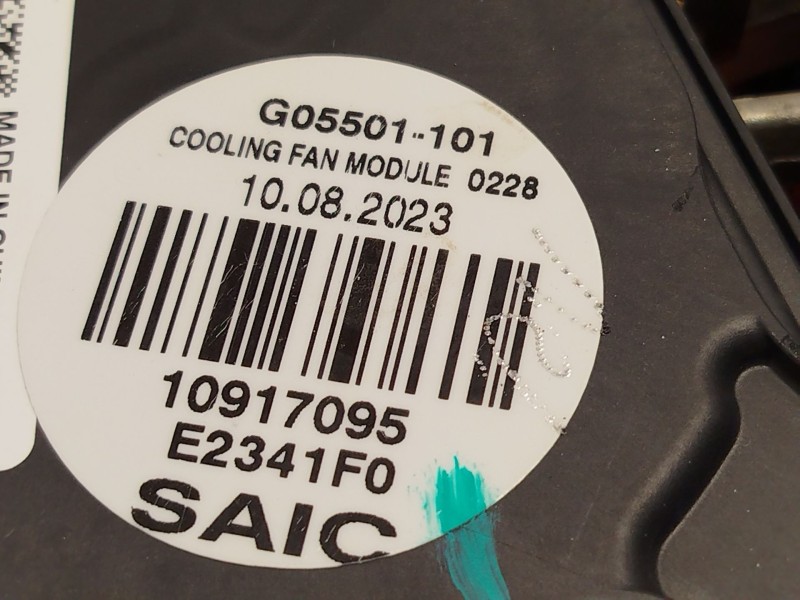 G05501-101
COOLING FAN MODULE 0228
10.08.2023
10917095
E2341F0
SAIC
MADE IN